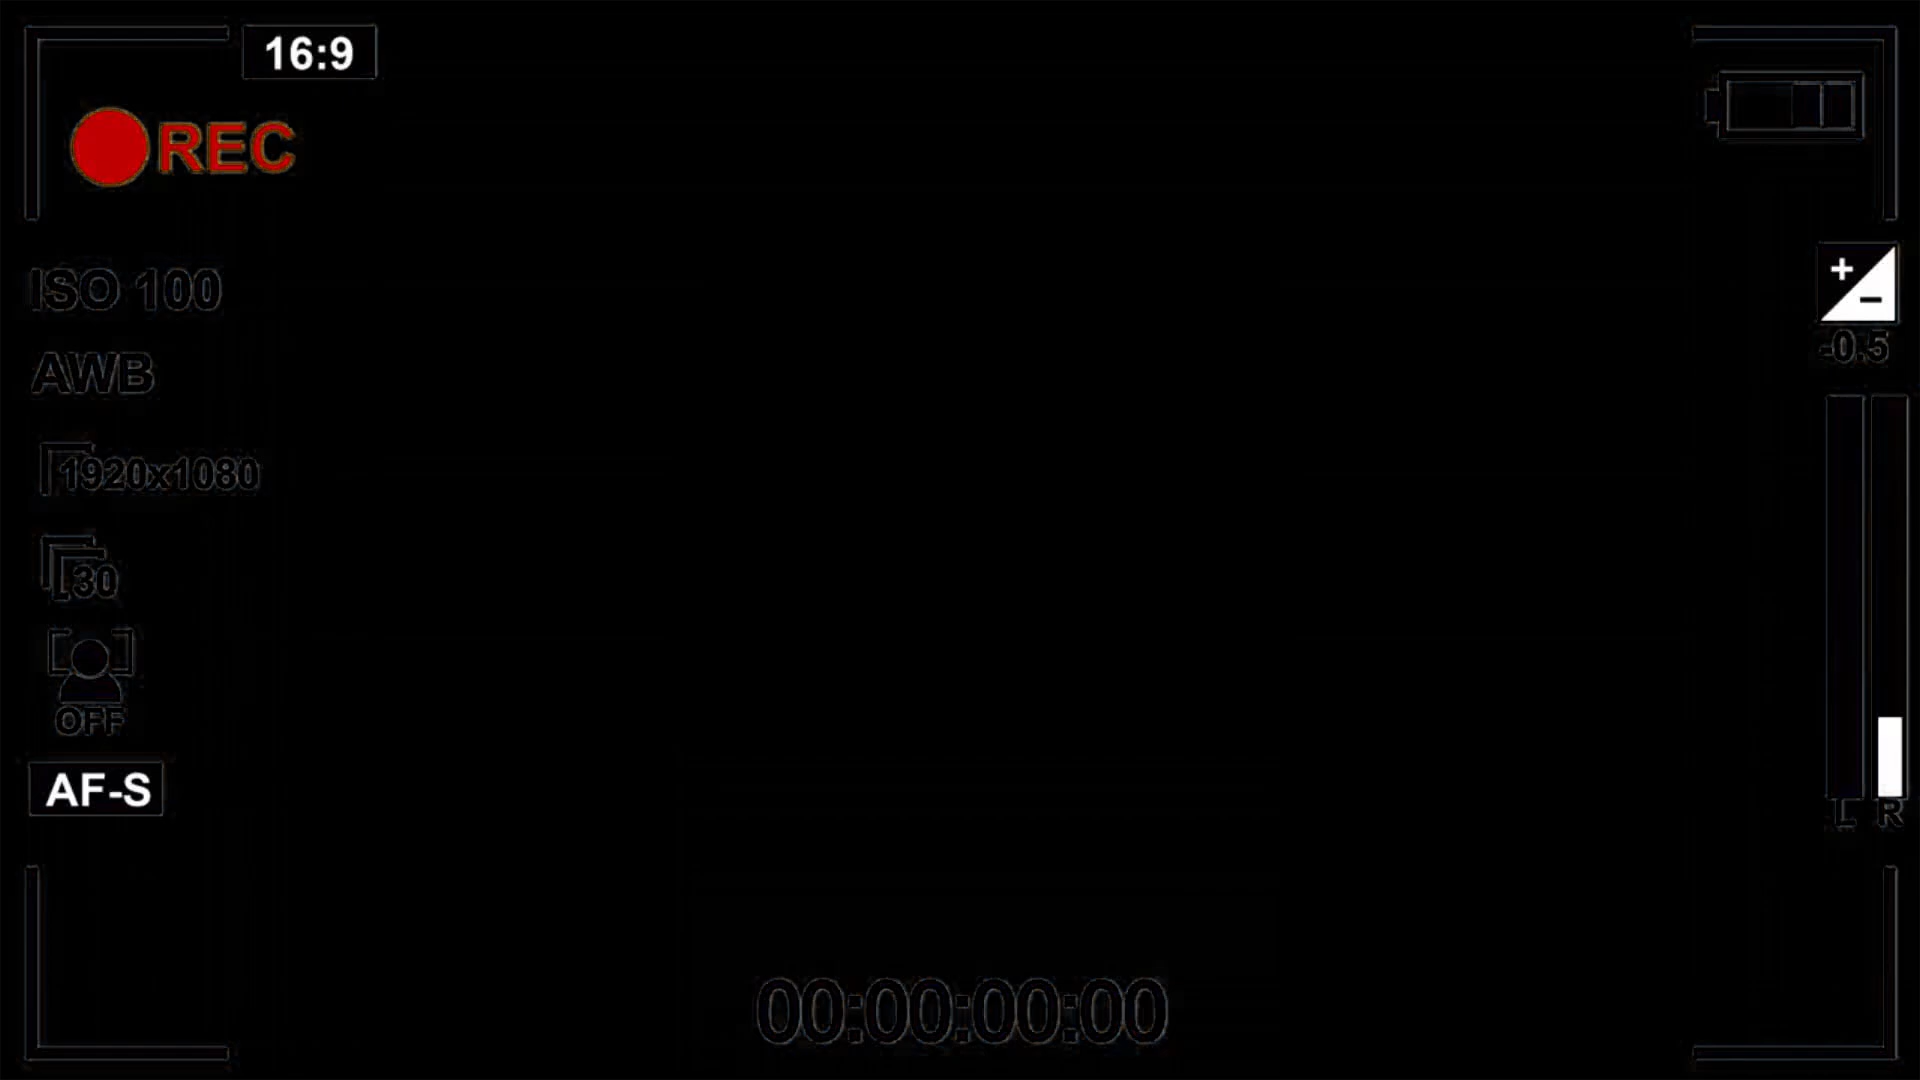 16:9
REC
ISO 100
+
-
-0.5
AWB
1920x1080
30
OFF
AF-S
L R
00:00:00:00